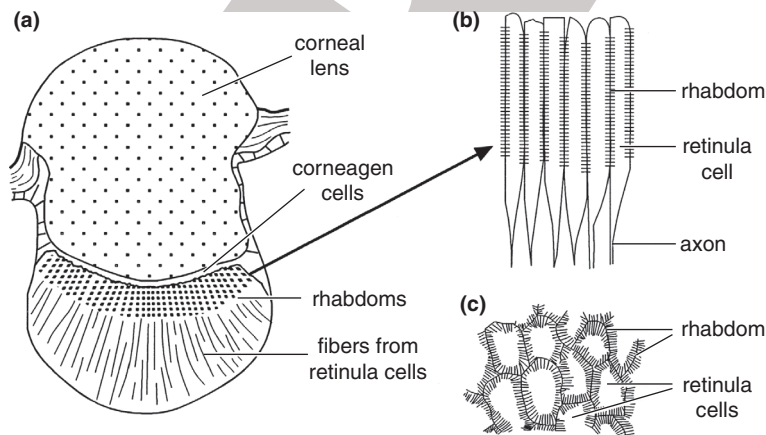 (a)
corneal
lens
corneagen
cells
rhabdoms
fibers from
retinula cells
(b)
rhabdom
retinula
cell
axon
(c)
rhabdom
retinula
cells